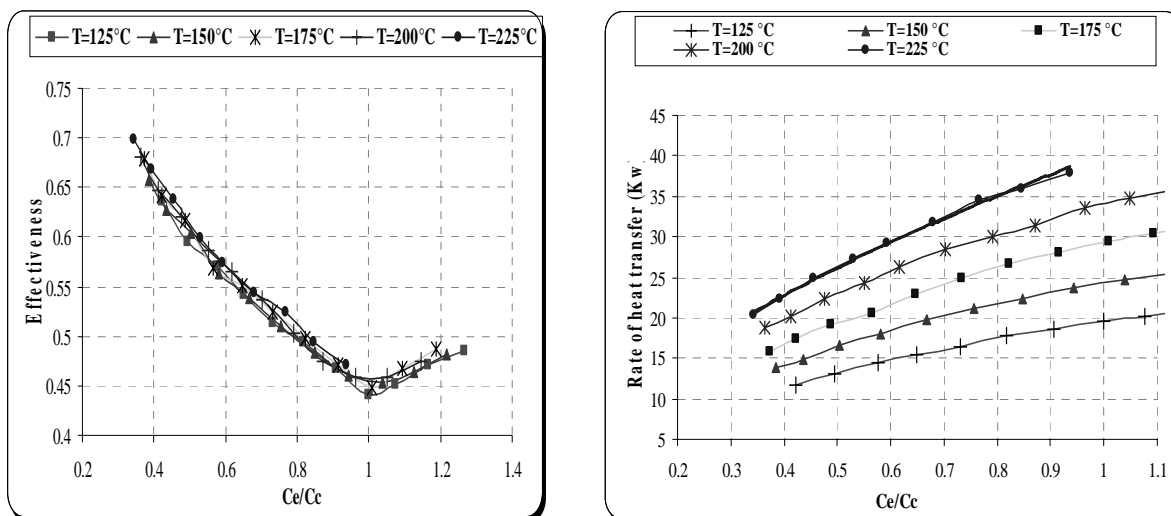 T=125°C T=150°C T=175°C T=200°C T=225°C
Effectiveness
0.75
0.7
0.65
0.6
0.55
0.5
0.45
0.4
0.2 0.4 0.6 0.8 1 1.2 1.4
Ce/Cc
T=125 °C T=150 °C T=175 °C
T=200 °C T=225 °C
Rate of heat transfer (Kw)
45
40
35
30
25
20
15
10
5
0.2 0.3 0.4 0.5 0.6 0.7 0.8 0.9 1 1.1
Ce/Cc